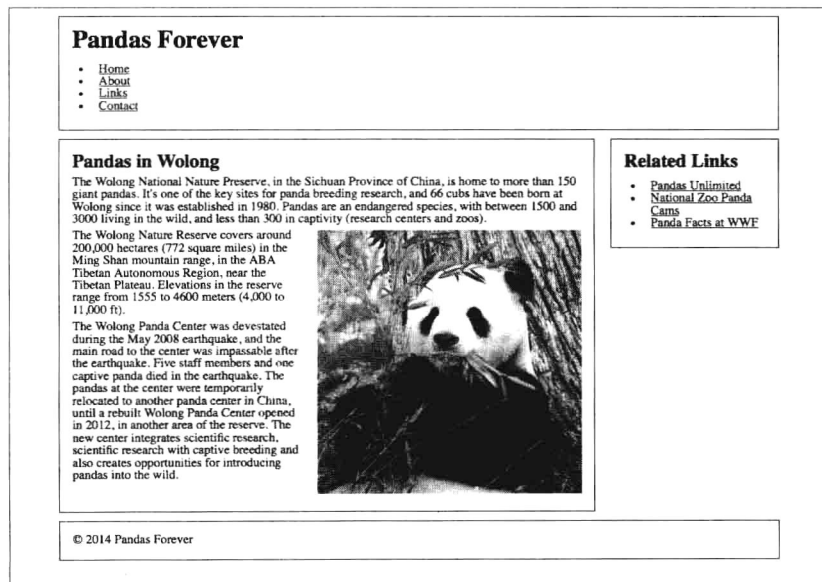 Pandas Forever
Home
About
Links
Contact
Pandas in Wolong
The Wolong National Nature Preserve, in the Sichuan Province of China, is home to more than 150
giant pandas. It's one of the key sites for panda breeding research, and 66 cubs have been born at
Wolong since it was established in 1980. Pandas are an endangered species, with between 1500 and
3000 living in the wild, and less than 300 in captivity (research centers and zoos).
The Wolong Nature Reserve covers around
200,000 hectares (772 square miles) in the
Ming Shan mountain range, in the ABA
Tibetan Autonomous Region, near the
Tibetan Plateau. Elevations in the reserve
range from 1555 to 4600 meters (4,000 to
11,000 ft).
The Wolong Panda Center was devestated
during the May 2008 earthquake, and the
main road to the center was impassable after
the earthquake. Five staff members and one
captive panda died in the earthquake. The
pandas at the center were temporarily
relocated to another panda center in China,
until a rebuilt Wolong Panda Center opened
in 2012, in another area of the reserve. The
new center integrates scientific research,
scientific research with captive breeding and
also creates opportunities for introducing
pandas into the wild.
Related Links
Pandas Unlimited
National Zoo Panda
Cams
Panda Facts at WWF
© 2014 Pandas Forever